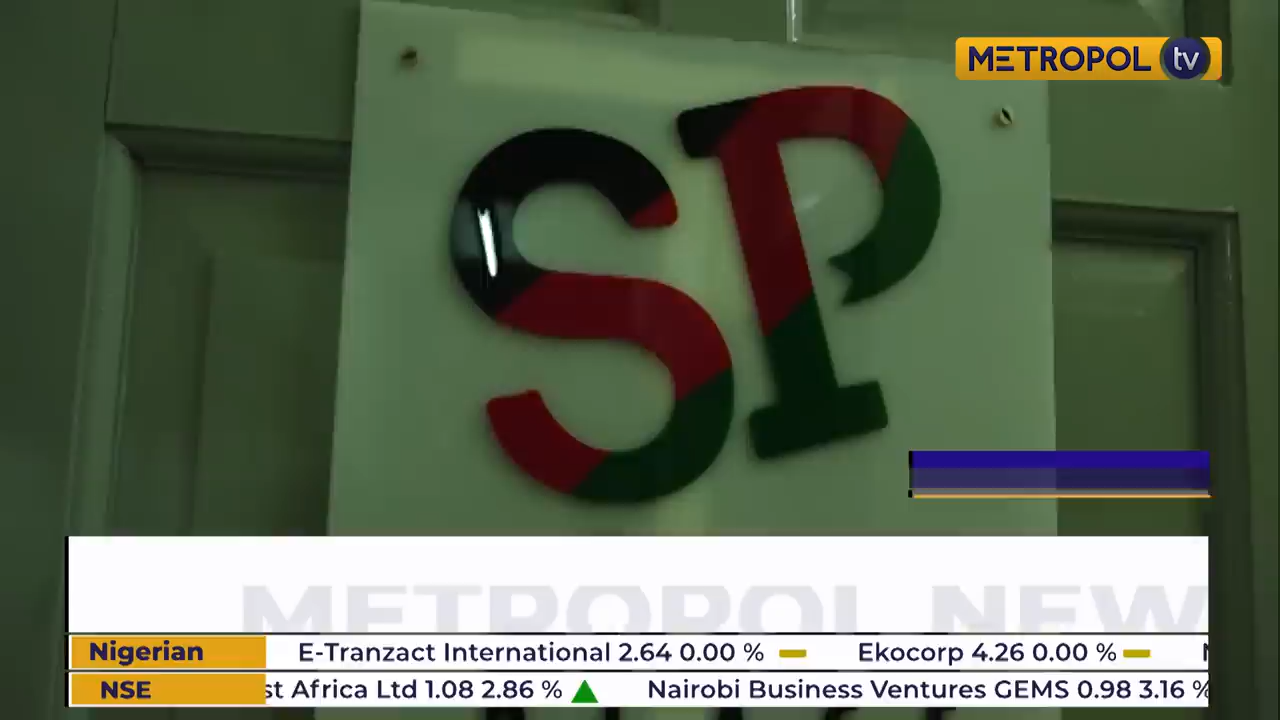 METROPOL tv
SP
METROPOL NEW
Nigerian E-Tranzact International 2.64 0.00 % Ekocorp 4.26 0.00 %
NSE st Africa Ltd 1.08 2.86 % Nairobi Business Ventures GEMS 0.98 3.16 %